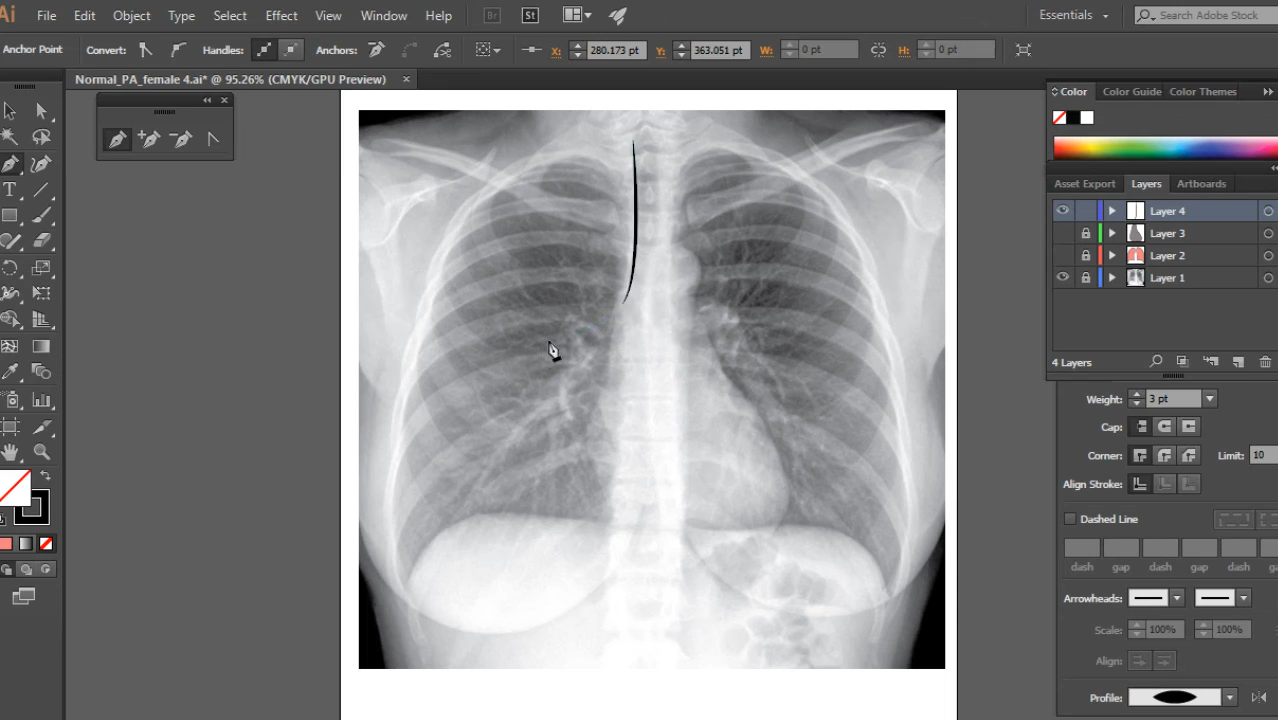 Ai File Edit Object Type Select Effect View Window Help Br St Essentials Search Adobe Stock
Anchor Point Convert: Handles: Anchors: X: 280.173 pt Y: 363.051 pt W: 0 pt H: 0 pt
Normal_PA_female 4.ai* @ 95.26% (CMYK/GPU Preview)
Color Color Guide Color Themes
Asset Export Layers Artboards
Layer 4
Layer 3
Layer 2
Layer 1
4 Layers
Weight: 3 pt
Cap:
Corner: Limit: 10
Align Stroke:
Dashed Line
dash gap dash gap dash gap
Arrowheads:
Scale: 100% 100%
Align:
Profile: